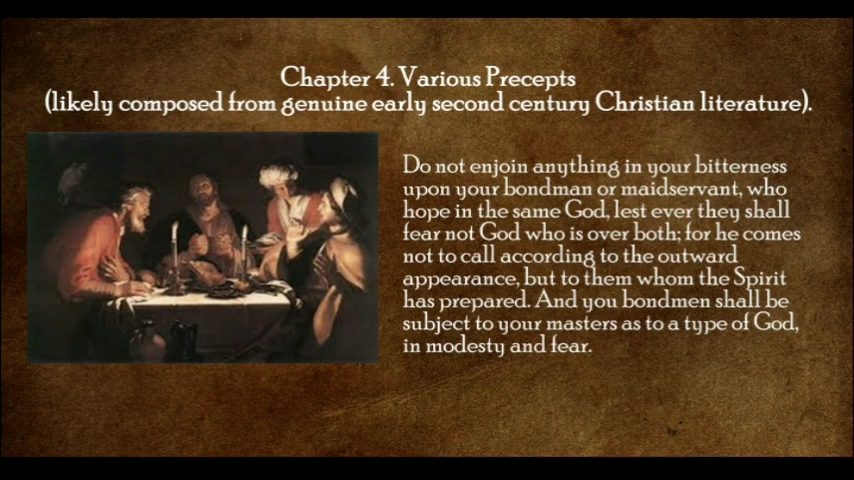 Chapter 4. Various Precepts
(likely composed from genuine early second century Christian literature).
Do not enjoin anything in your bitterness
upon your bondman or maidservant, who
hope in the same God, lest ever they shall
fear not God who is over both; for he comes
not to call according to the outward
appearance, but to them whom the Spirit
has prepared. And you bondmen shall be
subject to your masters as to a type of God,
in modesty and fear.